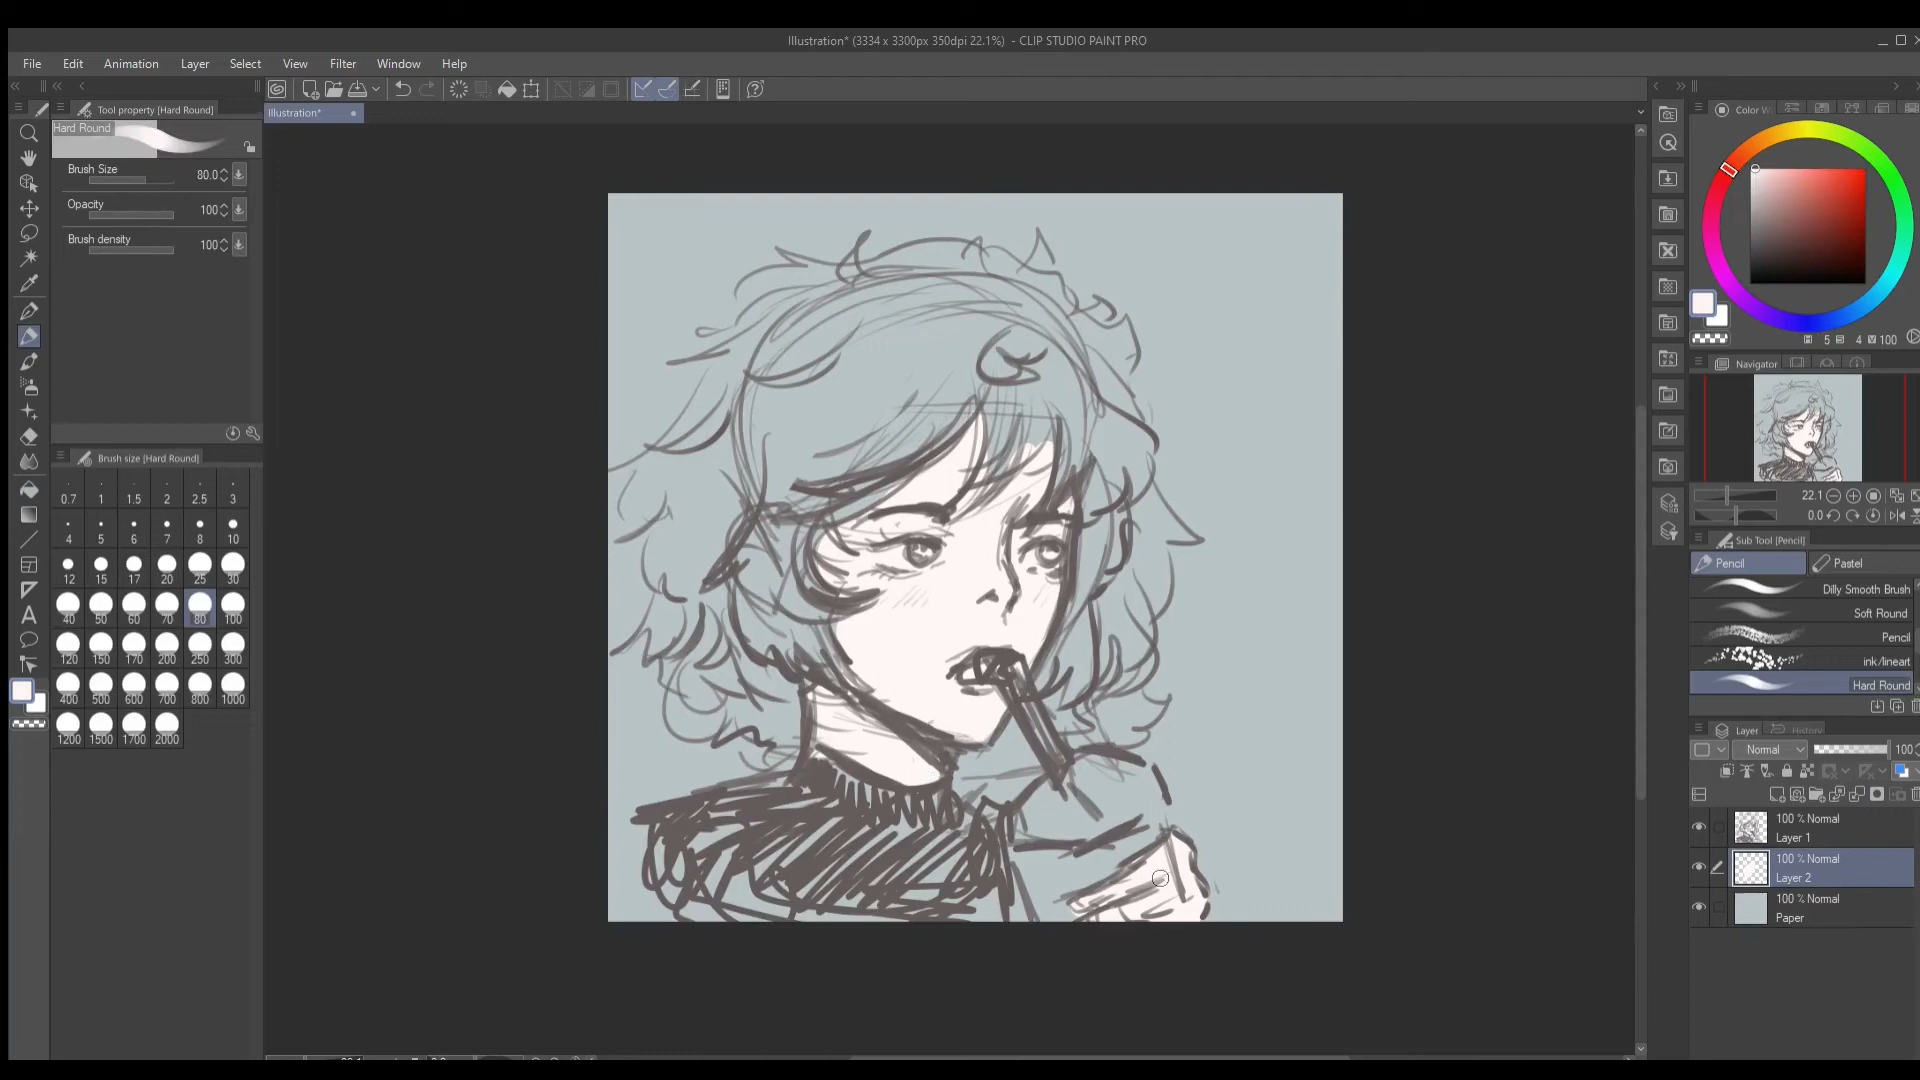 Illustration* (3334 x 3300px 350dpi 22.1%) - CLIP STUDIO PAINT PRO
File Edit Animation Layer Select View Filter Window Help
Tool property [Hard Round]
Illustration*
Hard Round
Brush Size 80.0
Opacity 100
Brush density 100
Brush size [Hard Round]
0.7 1 1.5 2 2.5 3
4 5 6 7 8 10
12 15 17 20 25 30
40 50 60 70 80 100
120 150 170 200 250 300
400 500 600 700 800 1000
1200 1500 1700 2000
Color W
5 4 V 100
Navigator
22.1
0.0
Sub Tool [Pencil]
Pencil Pastel
Dilly Smooth Brush
Soft Round
Pencil
ink/lineart
Hard Round
Layer History
Normal 100
100 % Normal
Layer 1
100 % Normal
Layer 2
100 % Normal
Paper